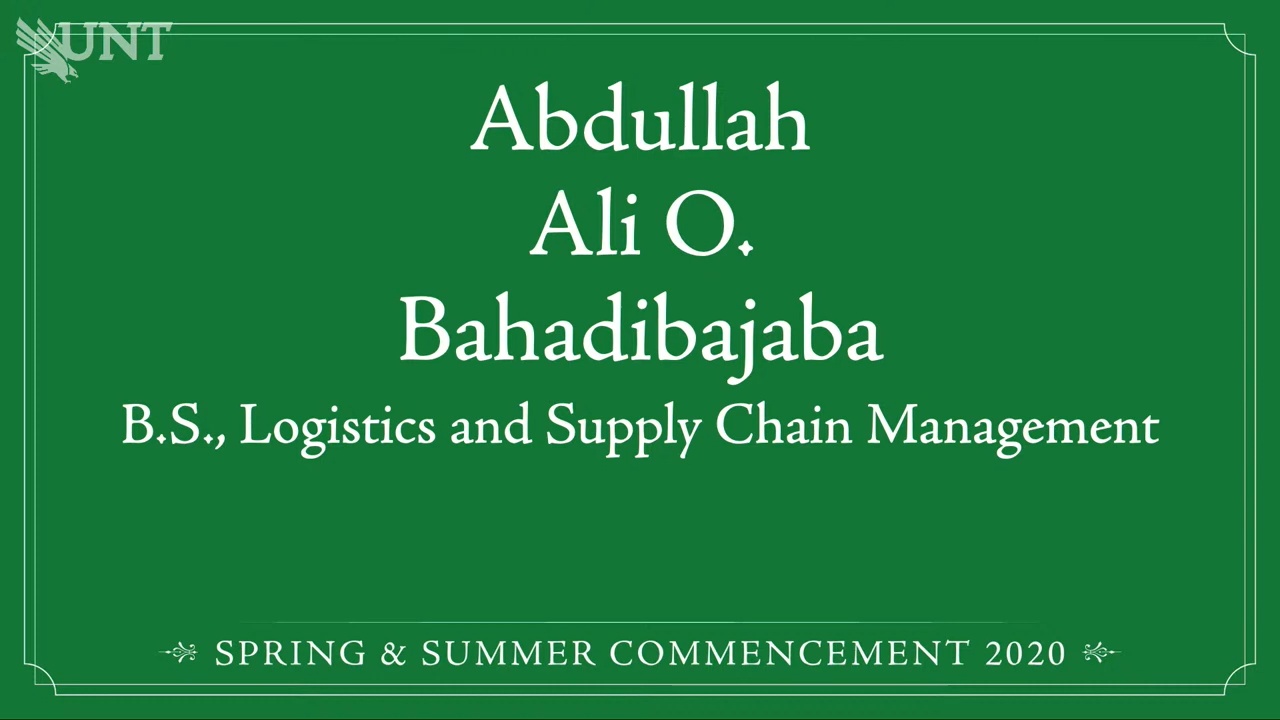 UNT
Abdullah
Ali O.
Bahadibajaba
B.S., Logistics and Supply Chain Management
SPRING & SUMMER COMMENCEMENT 2020